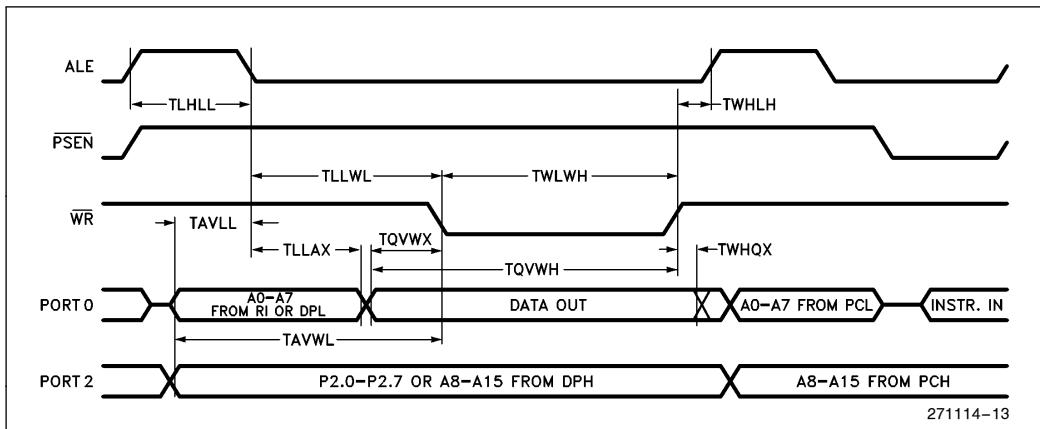 ALE
TLHLL
TWHLH
PSEN
TLLWL
TWLWH
WR
TAVLL
TQVWX
TLLAX
TWHQX
TQVWH
PORT 0
A0-A7
FROM RI OR DPL
DATA OUT
A0-A7 FROM PCL
INSTR. IN
TAVWL
PORT 2
P2.0-P2.7 OR A8-A15 FROM DPH
A8-A15 FROM PCH
271114-13